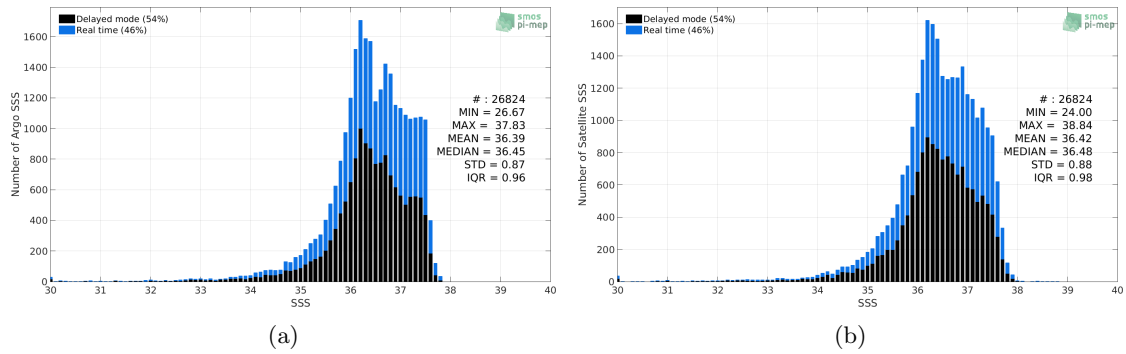 Delayed mode (54%)
Real time (46%)
smos
pi-mep
1600
1400
1200
1000
800
600
400
200
0
Number of Argo SSS
# : 26824
MIN = 26.67
MAX = 37.83
MEAN = 36.39
MEDIAN = 36.45
STD = 0.87
IQR = 0.96
30 31 32 33 34 35 36 37 38 39 40
SSS
(a)
Delayed mode (54%)
Real time (46%)
smos
pi-mep
1600
1400
1200
1000
800
600
400
200
0
Number of Satellite SSS
# : 26824
MIN = 24.00
MAX = 38.84
MEAN = 36.42
MEDIAN = 36.48
STD = 0.88
IQR = 0.98
30 31 32 33 34 35 36 37 38 39 40
SSS
(b)